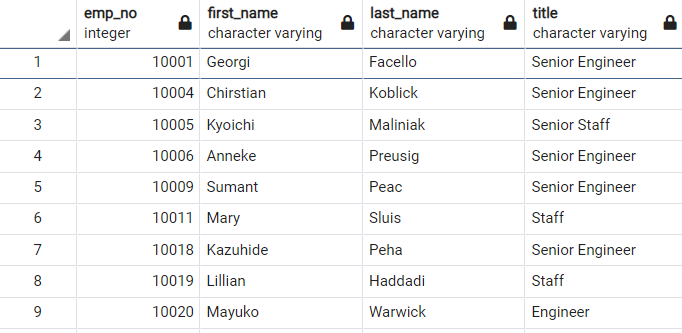 emp_no first_name last_name title
integer character varying character varying character varying
1 10001 Georgi Facello Senior Engineer
2 10004 Chirstian Koblick Senior Engineer
3 10005 Kyoichi Maliniak Senior Staff
4 10006 Anneke Preusig Senior Engineer
5 10009 Sumant Peac Senior Engineer
6 10011 Mary Sluis Staff
7 10018 Kazuhide Peha Senior Engineer
8 10019 Lillian Haddadi Staff
9 10020 Mayuko Warwick Engineer